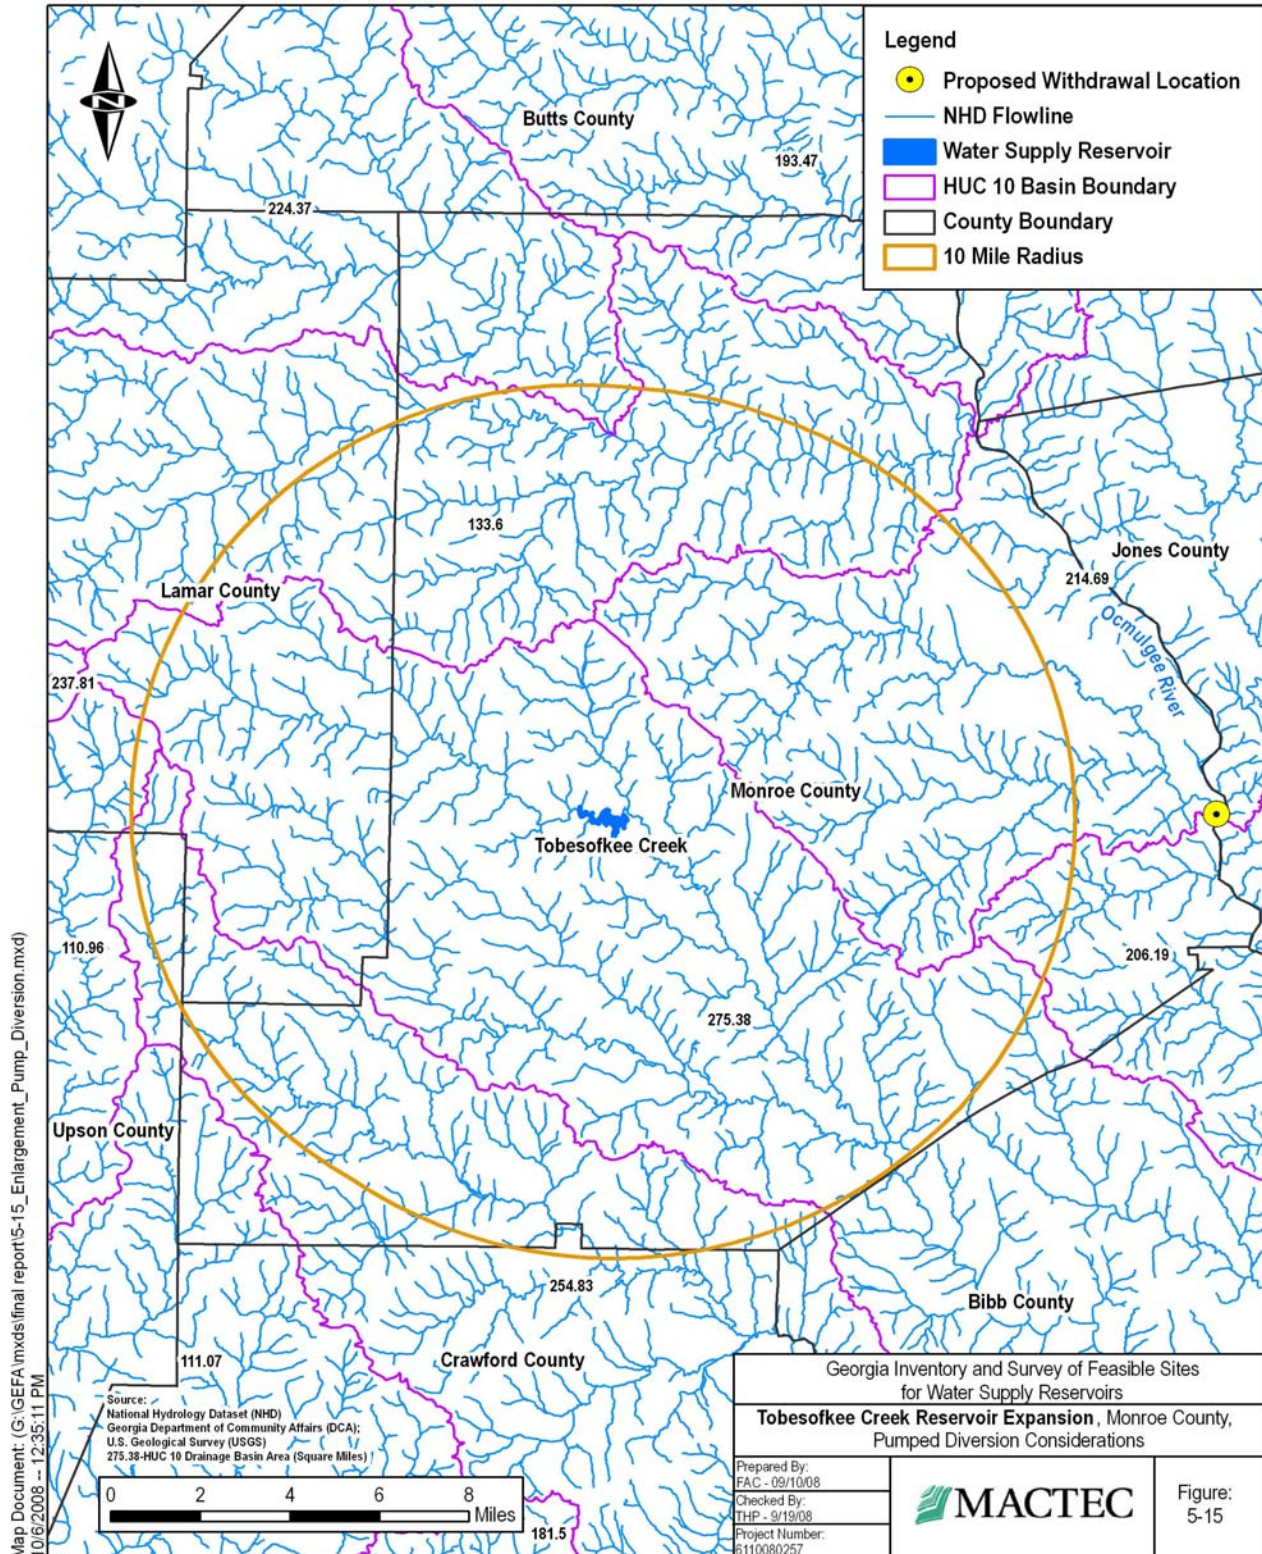 Legend
Proposed Withdrawal Location
NHD Flowline
Water Supply Reservoir
HUC 10 Basin Boundary
County Boundary
10 Mile Radius
N
Butts County
193.47
224.37
133.6
Jones County
214.69
Lamar County
Ocmulgee River
237.81
Monroe County
Tobesofkee Creek
110.96
206.19
275.38
Upson County
254.83
Bibb County
Crawford County
111.07
Source:
National Hydrology Dataset (NHD)
Georgia Department of Community Affairs (DCA);
U.S. Geological Survey (USGS)
275.38-HUC 10 Drainage Basin Area (Square Miles)
0 2 4 6 8
Miles
181.5
Georgia Inventory and Survey of Feasible Sites
for Water Supply Reservoirs
Tobesofkee Creek Reservoir Expansion, Monroe County,
Pumped Diversion Considerations
Prepared By:
FAC - 09/10/08
Checked By:
THP - 9/19/08
Project Number:
6110080257
MACTEC
Figure:
5-15
Map Document: (G:\GEFA\mxds\final report\5-15_Enlargement_Pump_Diversion.mxd)
10/6/2008 -- 12:35:11 PM